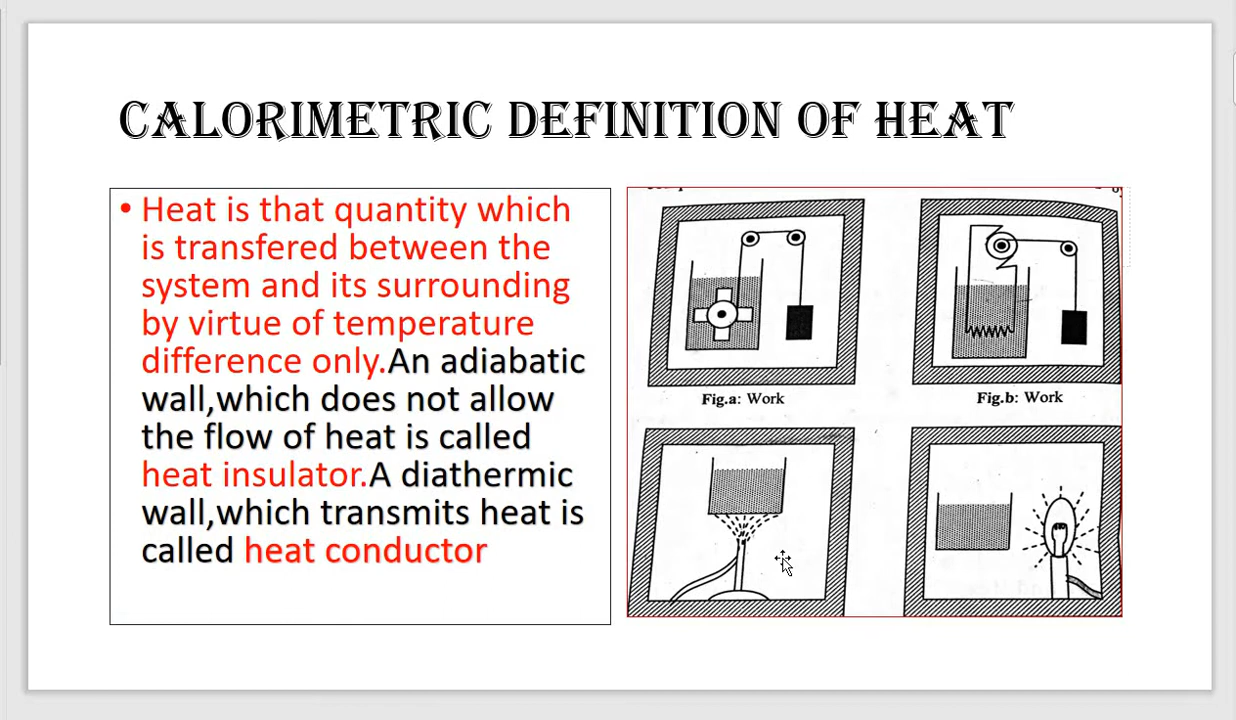 CALORIMETRIC DEFINITION OF HEAT
• Heat is that quantity which
is transfered between the
system and its surrounding
by virtue of temperature
difference only.An adiabatic
wall,which does not allow
the flow of heat is called
heat insulator.A diathermic
wall,which transmits heat is
called heat conductor
Fig.a: Work
Fig.b: Work